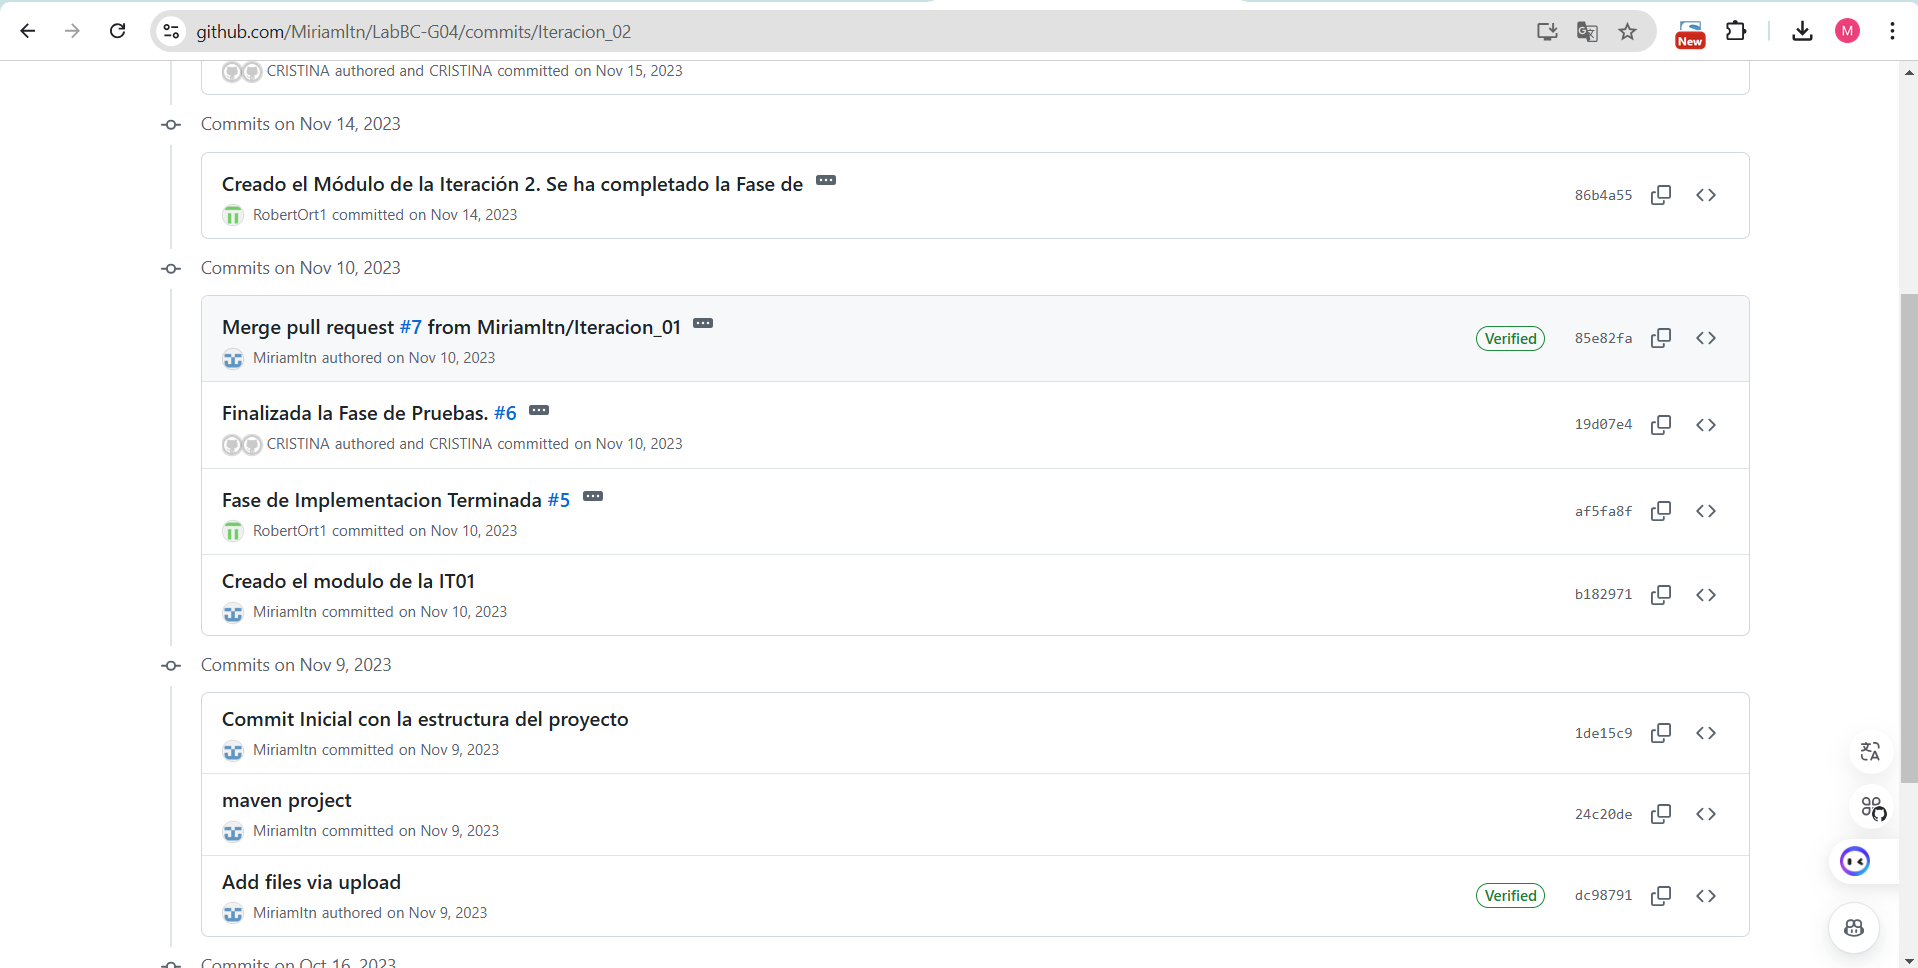 github.com/Miriamltn/LabBC-G04/commits/Iteracion_02
New
M
CRISTINA authored and CRISTINA committed on Nov 15, 2023
Commits on Nov 14, 2023
Creado el Módulo de la Iteración 2. Se ha completado la Fase de
86b4a55
RobertOrt1 committed on Nov 14, 2023
Commits on Nov 10, 2023
Merge pull request #7 from Miriamltn/Iteracion_01
Verified
85e82fa
Miriamltn authored on Nov 10, 2023
Finalizada la Fase de Pruebas. #6
19d07e4
CRISTINA authored and CRISTINA committed on Nov 10, 2023
Fase de Implementacion Terminada #5
af5fa8f
RobertOrt1 committed on Nov 10, 2023
Creado el modulo de la IT01
b182971
Miriamltn committed on Nov 10, 2023
Commits on Nov 9, 2023
Commit Inicial con la estructura del proyecto
1de15c9
Miriamltn committed on Nov 9, 2023
maven project
24c20de
Miriamltn committed on Nov 9, 2023
Add files via upload
Verified
dc98791
Miriamltn authored on Nov 9, 2023
Commits on Oct 16, 2023